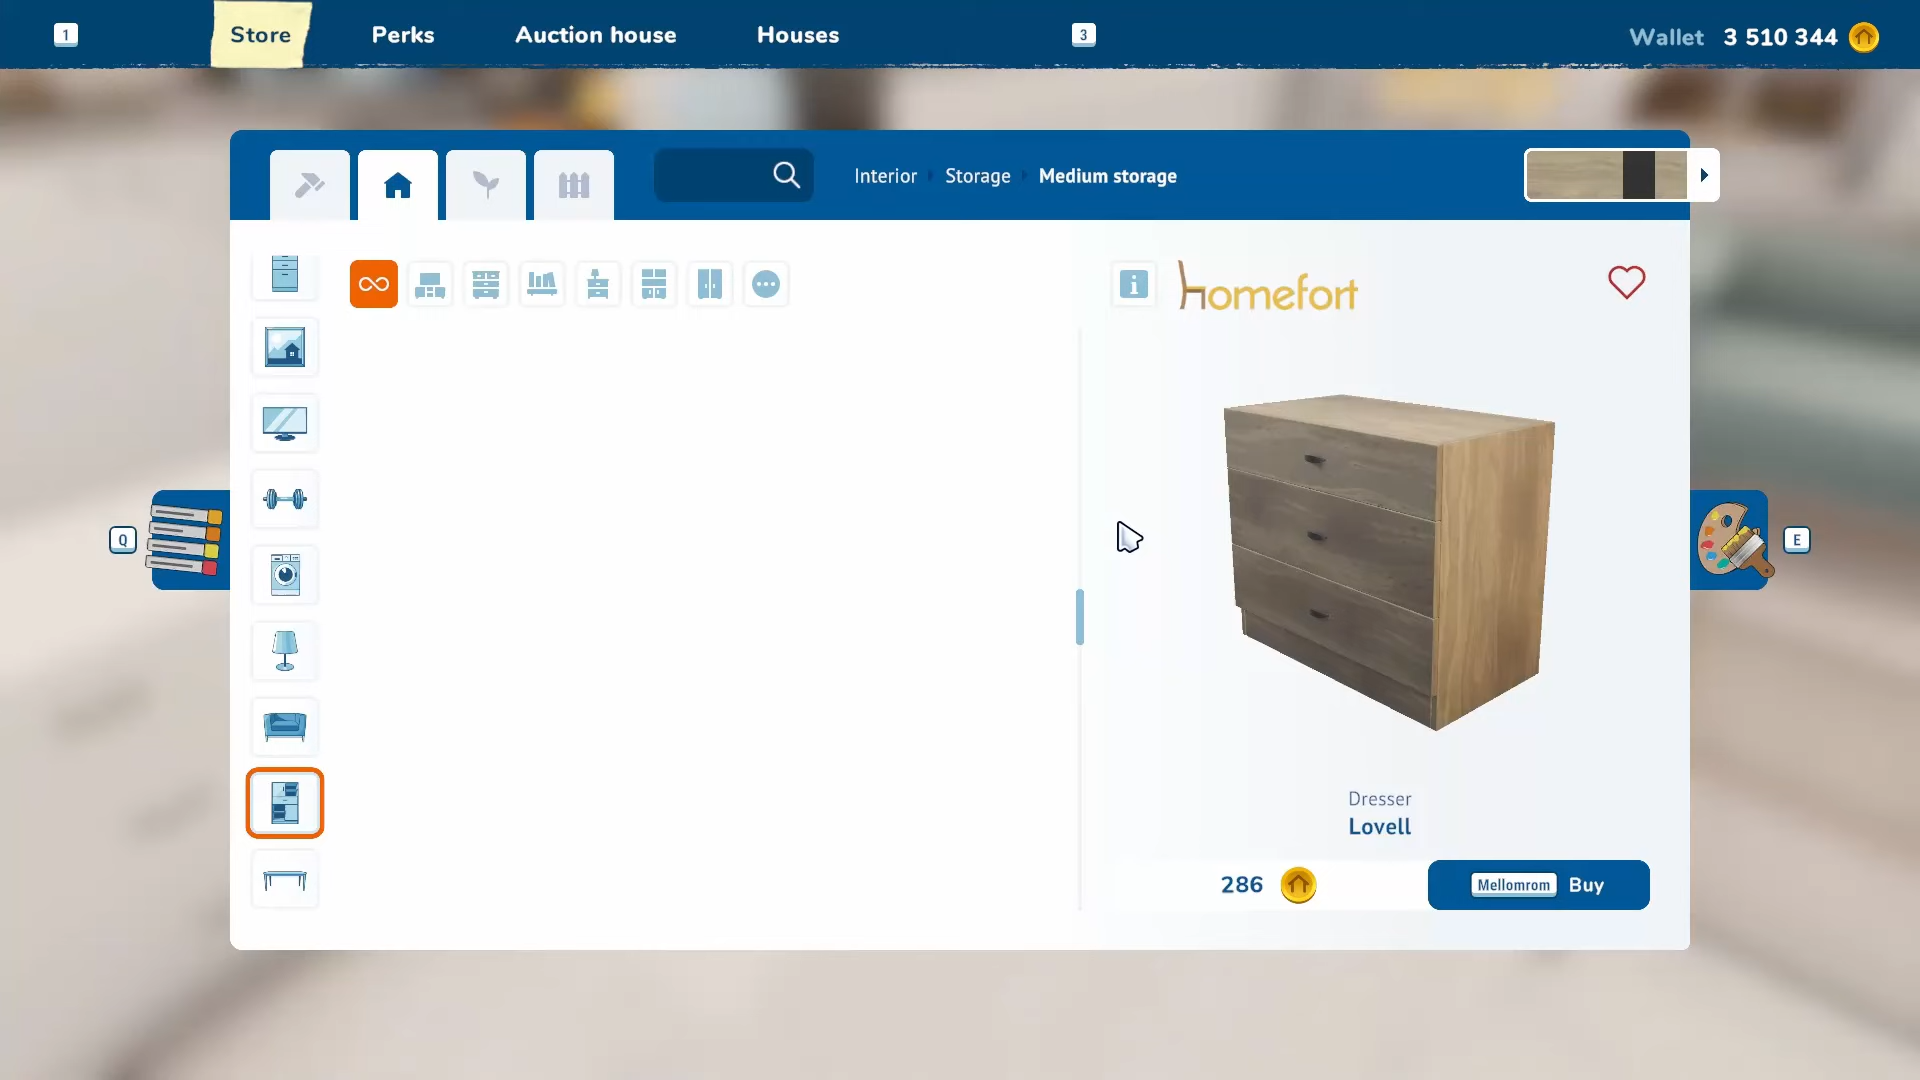 1
Store
Perks
Auction house
Houses
3
Wallet 3 510 344
Interior Storage Medium storage
homefort
Q
E
Dresser
Lovell
286
Mellomrom Buy